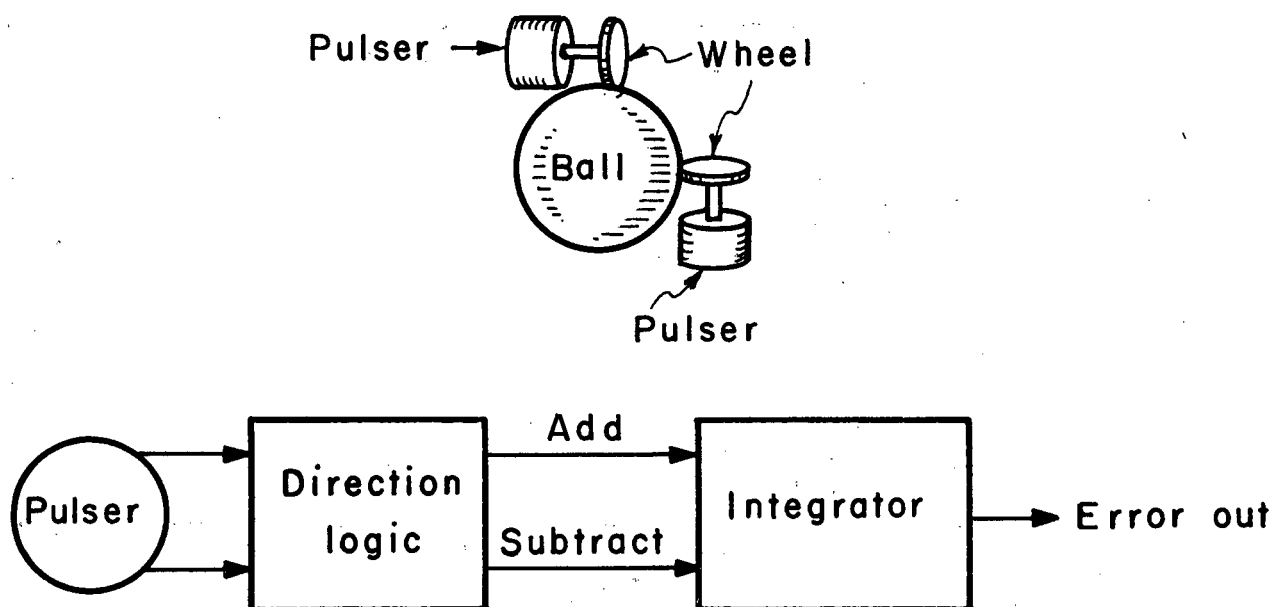 Pulser
Wheel
Ball
Pulser
Pulser
Direction
logic
Add
Subtract
Integrator
Error out